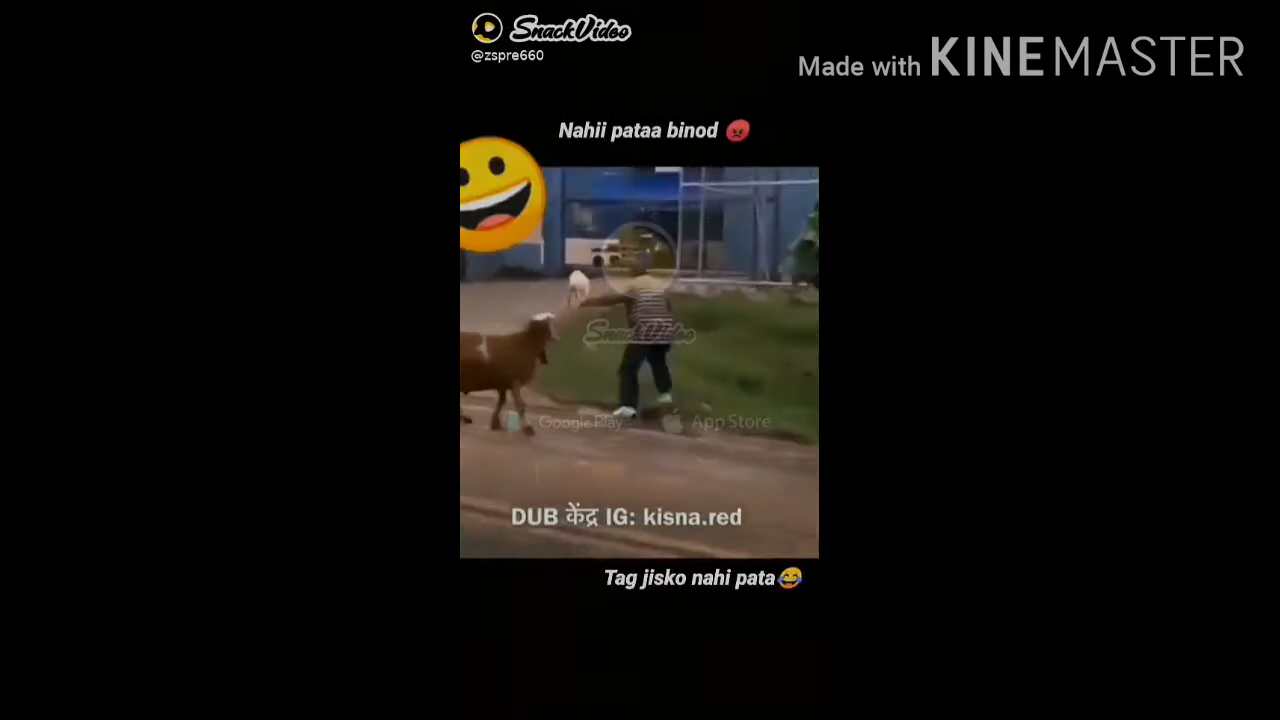 SnackVideo
@zspre660
Made with KINEMASTER
Nahii pataa binod 😡
SnackVideo
Google Play
App Store
DUB केंद्र IG: kisna.red
Tag jisko nahi pata😂